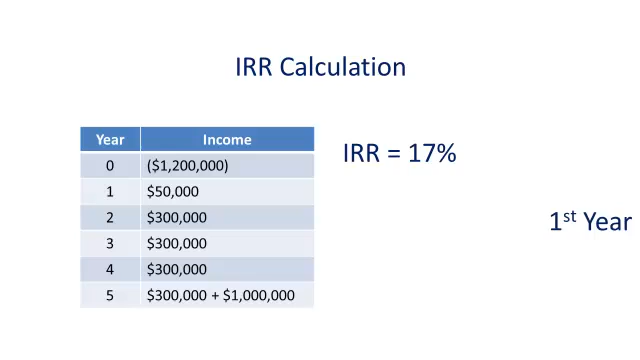 IRR Calculation
Year Income
0 ($1,200,000)
1 $50,000
2 $300,000
3 $300,000
4 $300,000
5 $300,000 + $1,000,000
IRR = 17%
1st Year